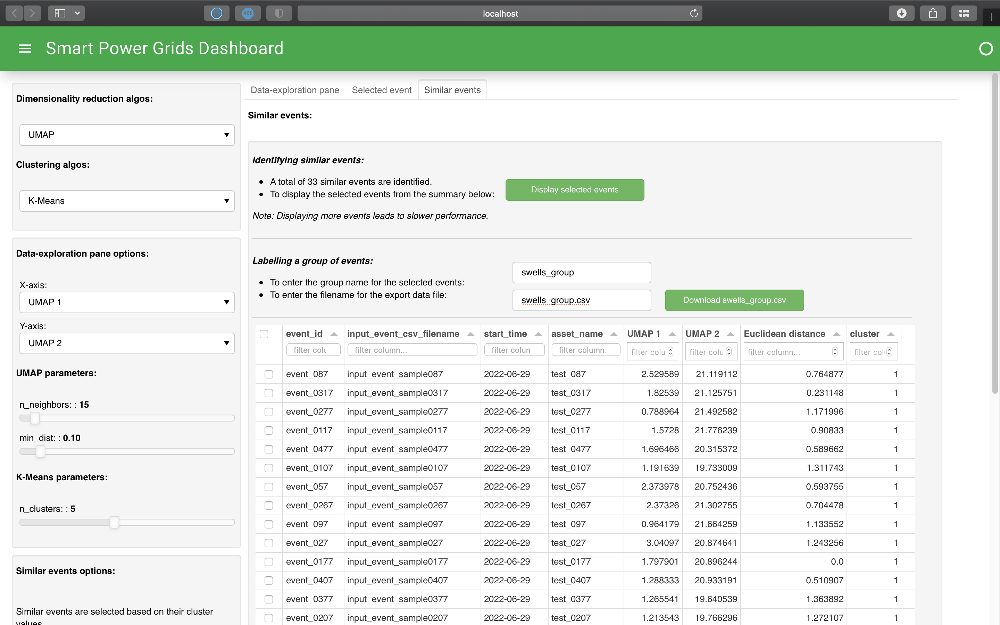 ABP
localhost
Smart Power Grids Dashboard
Dimensionality reduction algos:
UMAP
Clustering algos:
K-Means
Data-exploration pane options:
X-axis:
UMAP 1
Y-axis:
UMAP 2
UMAP parameters:
n_neighbors: : 15
min_dist: : 0.10
K-Means parameters:
n_clusters: : 5
Similar events options:
Similar events are selected based on their cluster
values
Data-exploration pane Selected event Similar events
Similar events:
Identifying similar events:
• A total of 33 similar events are identified.
• To display the selected events from the summary below: Display selected events
Note: Displaying more events leads to slower performance.
Labelling a group of events:
• To enter the group name for the selected events: swells_group
• To enter the filename for the export data file: swells_group.csv Download swells_group.csv
event_id input_event_csv_filename start_time asset_name UMAP 1 UMAP 2 Euclidean distance cluster
filter colu filter column... filter colun filter column. filter colu filter colu filter column... filter col
event_087 input_event_sample087 2022-06-29 test_087 2.529589 21.119112 0.764877 1
event_0317 input_event_sample0317 2022-06-29 test_0317 1.82539 21.125751 0.231148 1
event_0277 input_event_sample0277 2022-06-29 test_0277 0.788964 21.492582 1.171996 1
event_0117 input_event_sample0117 2022-06-29 test_0117 1.5728 21.776239 0.90833 1
event_0477 input_event_sample0477 2022-06-29 test_0477 1.696466 20.315372 0.589662 1
event_0107 input_event_sample0107 2022-06-29 test_0107 1.191639 19.733009 1.311743 1
event_057 input_event_sample057 2022-06-29 test_057 2.373978 20.752436 0.593755 1
event_0267 input_event_sample0267 2022-06-29 test_0267 2.37326 21.302755 0.704478 1
event_097 input_event_sample097 2022-06-29 test_097 0.964179 21.664259 1.133552 1
event_027 input_event_sample027 2022-06-29 test_027 3.04097 20.874641 1.243256 1
event_0177 input_event_sample0177 2022-06-29 test_0177 1.797901 20.896244 0.0 1
event_0407 input_event_sample0407 2022-06-29 test_0407 1.288333 20.933191 0.510907 1
event_0377 input_event_sample0377 2022-06-29 test_0377 1.265541 19.640539 1.363892 1
event_0207 input_event_sample0207 2022-06-29 test_0207 1.213543 19.766296 1.272107 1